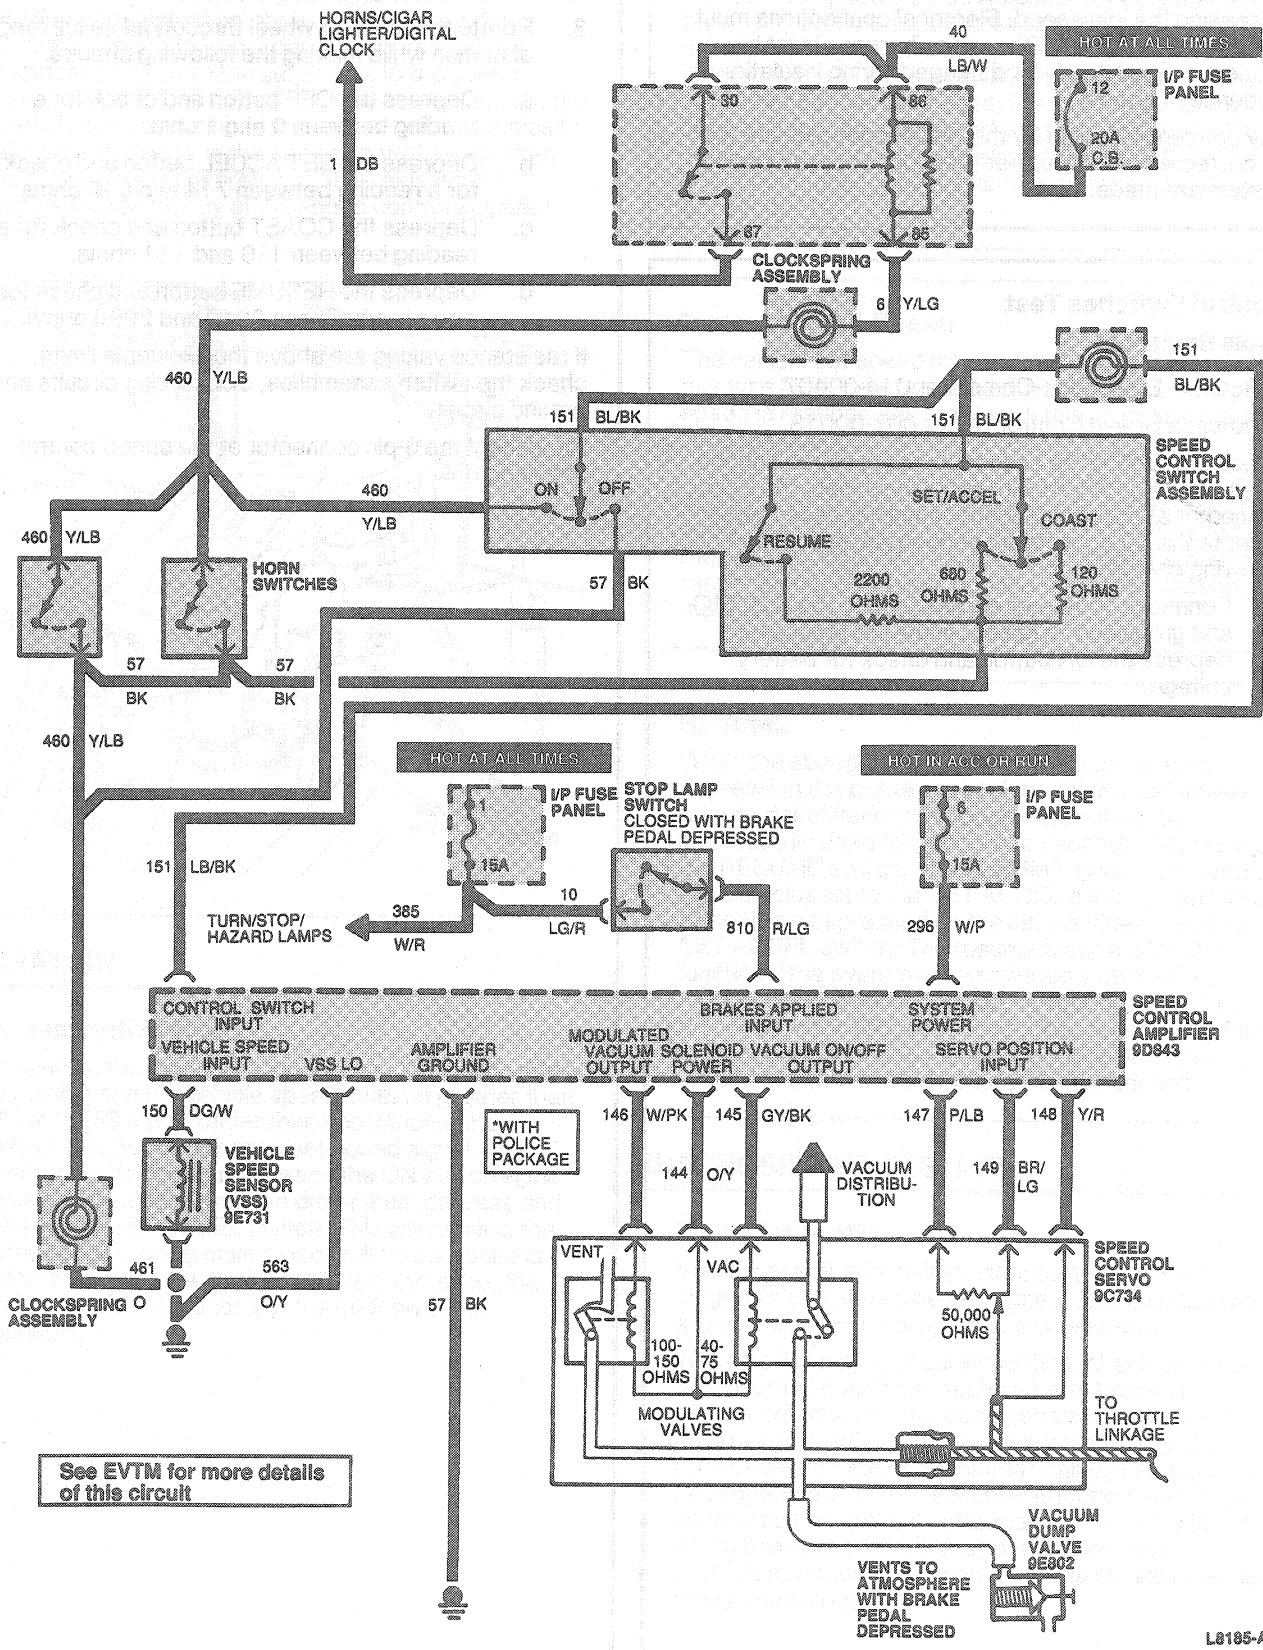 HORNS/CIGAR
LIGHTER/DIGITAL
CLOCK
1 DB
40
LB/W
HOT AT ALL TIMES
I/P FUSE
PANEL
12
20A
C.B.
30
86
87
85
CLOCKSPRING
ASSEMBLY
6 Y/LG
460 Y/LB
151
BL/BK
151 BL/BK
151 BL/BK
SPEED
CONTROL
SWITCH
ASSEMBLY
ON OFF
460
Y/LB
SET/ACCEL
COAST
RESUME
2200
OHMS
680
OHMS
120
OHMS
460 Y/LB
HORN
SWITCHES
57 BK
57
BK
57
BK
460 Y/LB
HOT AT ALL TIMES
HOT IN ACC OR RUN
1
15A
I/P FUSE
PANEL
STOP LAMP
SWITCH
CLOSED WITH BRAKE
PEDAL DEPRESSED
6
15A
I/P FUSE
PANEL
151 LB/BK
TURN/STOP/
HAZARD LAMPS
385
W/R
10
LG/R
810 R/LG
296 W/P
CONTROL SWITCH
INPUT
VEHICLE SPEED
INPUT
VSS LO
AMPLIFIER
GROUND
MODULATED
VACUUM
OUTPUT
SOLENOID
POWER
BRAKES APPLIED
INPUT
VACUUM ON/OFF
OUTPUT
SYSTEM
POWER
SERVO POSITION
INPUT
SPEED
CONTROL
AMPLIFIER
9D843
150 DG/W
*WITH
POLICE
PACKAGE
146 W/PK
145 GY/BK
144 O/Y
147 P/LB
148 Y/R
149 BR/
LG
VEHICLE
SPEED
SENSOR
(VSS)
9E731
VACUUM
DISTRIBU-
TION
VENT
VAC
SPEED
CONTROL
SERVO
9C734
461
O
563
O/Y
CLOCKSPRING
ASSEMBLY
57 BK
50,000
OHMS
100-
150
OHMS
40-
75
OHMS
MODULATING
VALVES
TO
THROTTLE
LINKAGE
See EVTM for more details
of this circuit
VACUUM
DUMP
VALVE
9E802
VENTS TO
ATMOSPHERE
WITH BRAKE
PEDAL
DEPRESSED
L8185-A